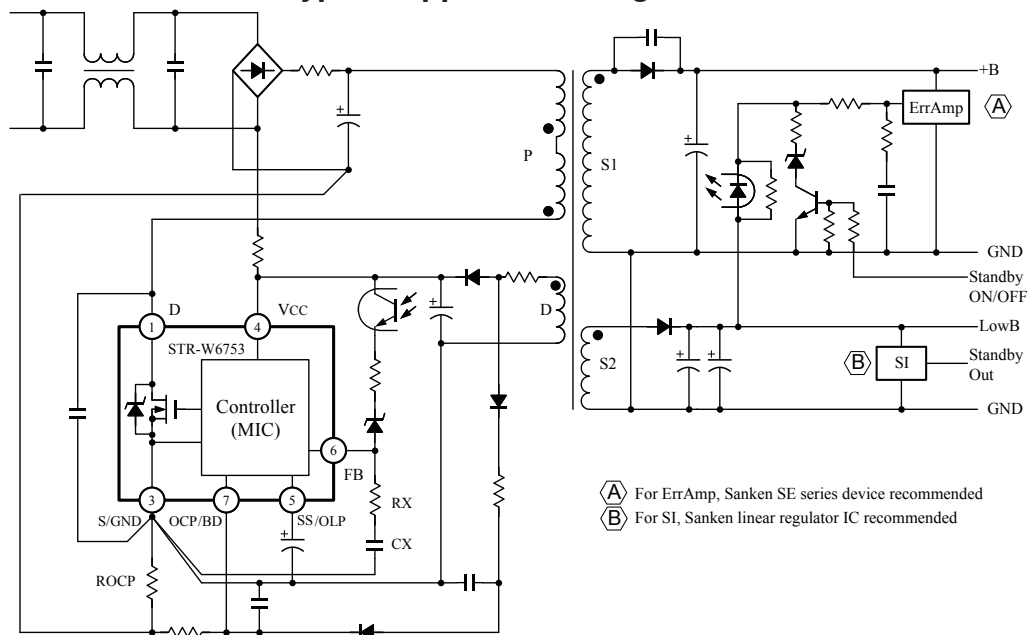 +B
ErrAmp
A
P
S1
GND
Standby
ON/OFF
D
VCC
D
1
4
STR-W6753
LowB
S2
B
SI
Standby
Out
Controller
(MIC)
GND
6
FB
3
7
5
S/GND
OCP/BD
SS/OLP
RX
CX
ROCP
A For ErrAmp, Sanken SE series device recommended
B For SI, Sanken linear regulator IC recommended